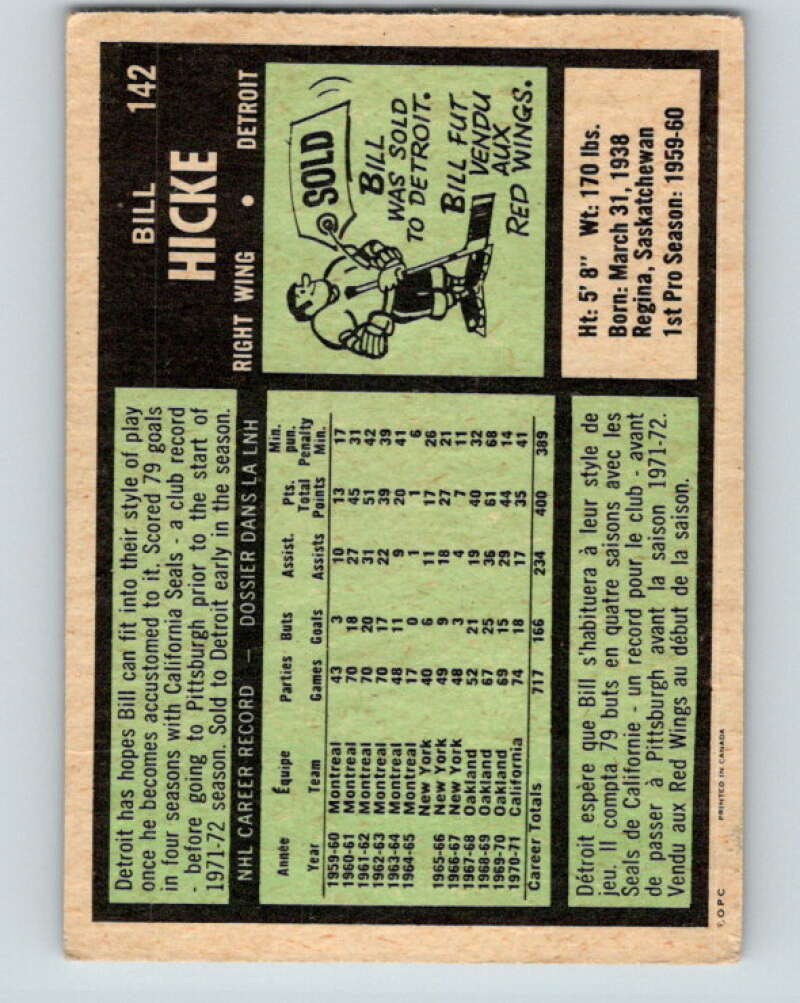 BILL 142
HICKE
RIGHT WING • DETROIT
Detroit has hopes Bill can fit into their style of play
once he becomes accustomed to it. Scored 79 goals
in four seasons with California Seals - a club record
- before going to Pittsburgh prior to the start of
1971-72 season. Sold to Detroit early in the season.
SOLD
BILL
WAS SOLD
TO DETROIT.
BILL FUT
VENDU
AUX
RED WINGS.
NHL CAREER RECORD — DOSSIER DANS LA LNH
Année Équipe Parties Buts Assist. Pts. Total Min. pun.
Year Team Games Goals Assists Points Penalty Min.
1959-60 Montreal 43 3 10 13 17
1960-61 Montreal 70 18 27 45 31
1961-62 Montreal 70 20 31 51 42
1962-63 Montreal 70 17 22 39 39
1963-64 Montreal 48 11 9 20 41
1964-65 Montreal 17 0 1 1 6
New York 40 6 11 17 26
1965-66 New York 49 9 18 27 21
1966-67 New York 48 3 4 7 11
1967-68 Oakland 52 21 19 40 32
1968-69 Oakland 67 25 36 61 68
1969-70 Oakland 69 15 29 44 14
1970-71 California 74 18 17 35 41
Career Totals 717 166 234 400 389
Ht: 5' 8" Wt: 170 lbs.
Born: March 31, 1938
Regina, Saskatchewan
1st Pro Season: 1959-60
Détroit espère que Bill s'habituera à leur style de
jeu. Il compta 79 buts en quatre saisons avec les
Seals de Californie - un record pour le club - avant
de passer à Pittsburgh avant la saison 1971-72.
Vendu aux Red Wings au début de la saison.
O P C PRINTED IN CANADA